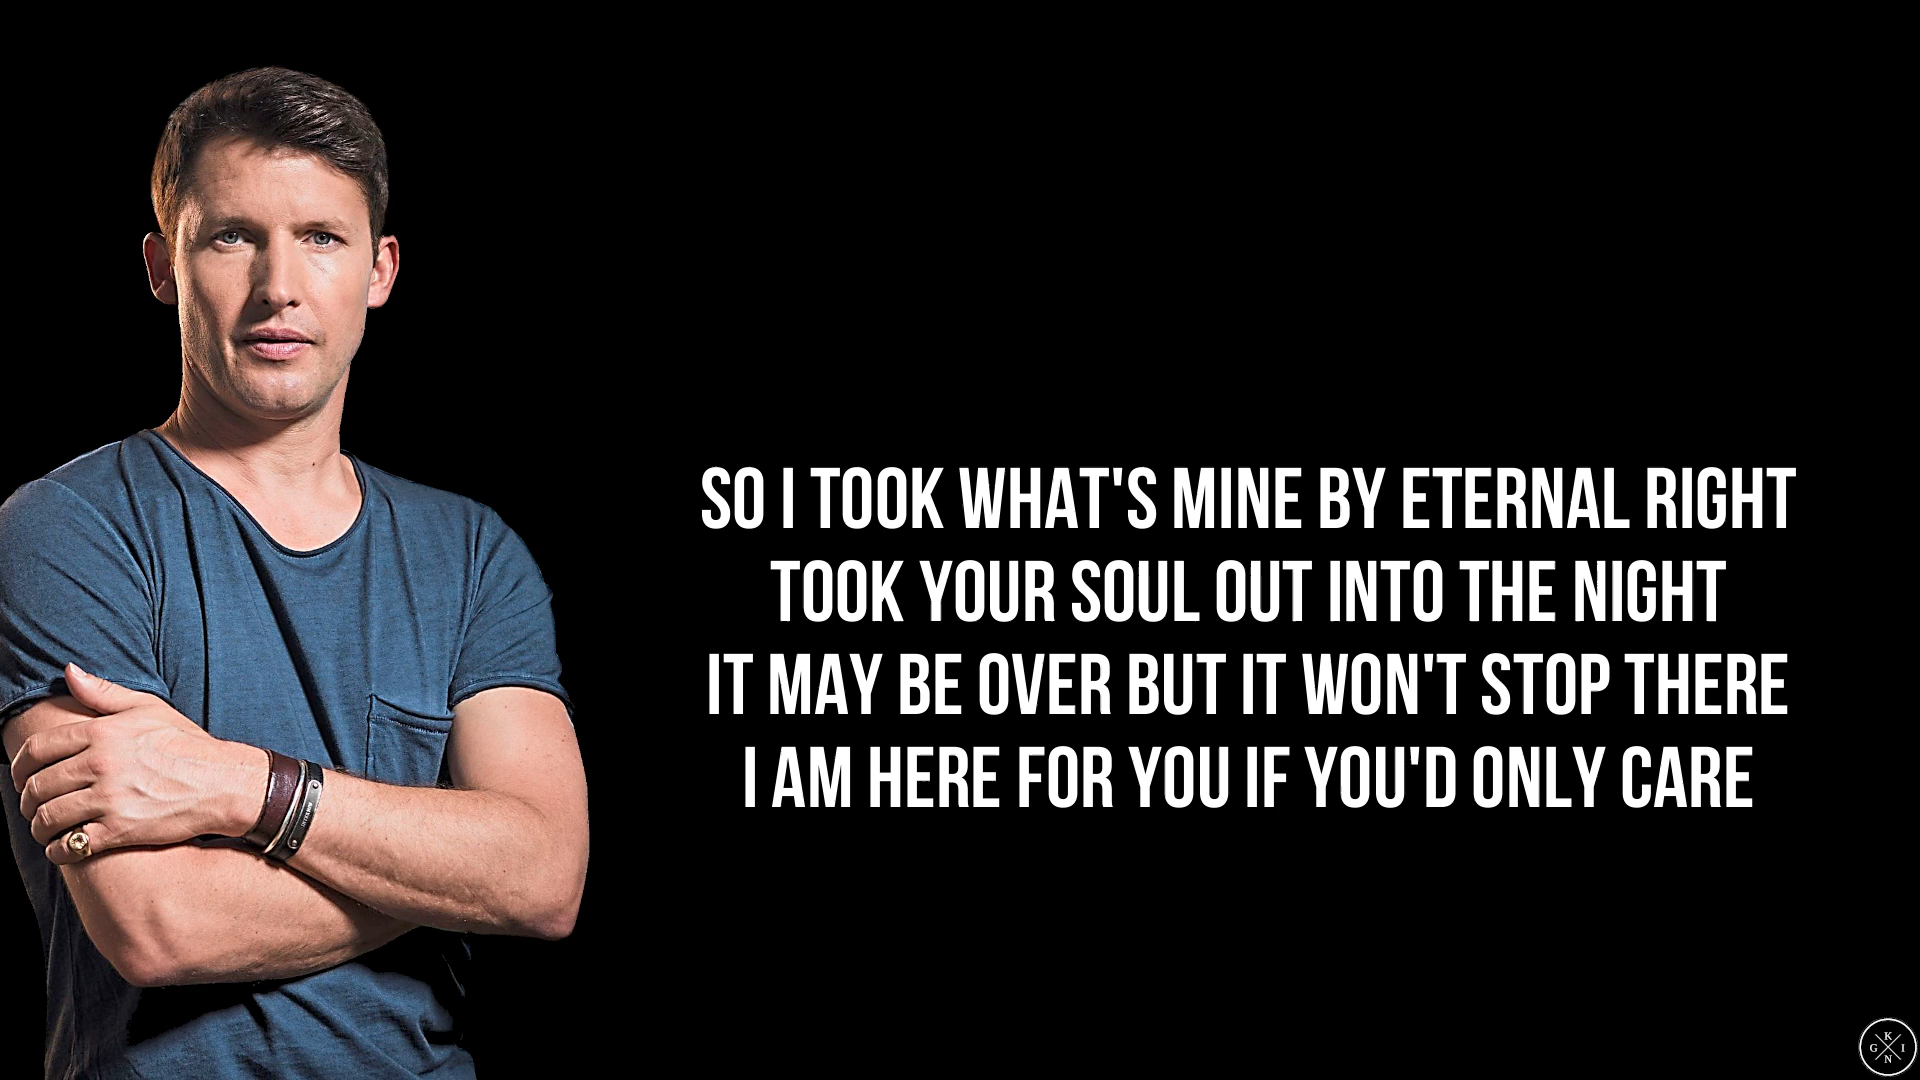 SO I TOOK WHAT'S MINE BY ETERNAL RIGHT
TOOK YOUR SOUL OUT INTO THE NIGHT
IT MAY BE OVER BUT IT WON'T STOP THERE
I AM HERE FOR YOU IF YOU'D ONLY CARE
K
G I
N